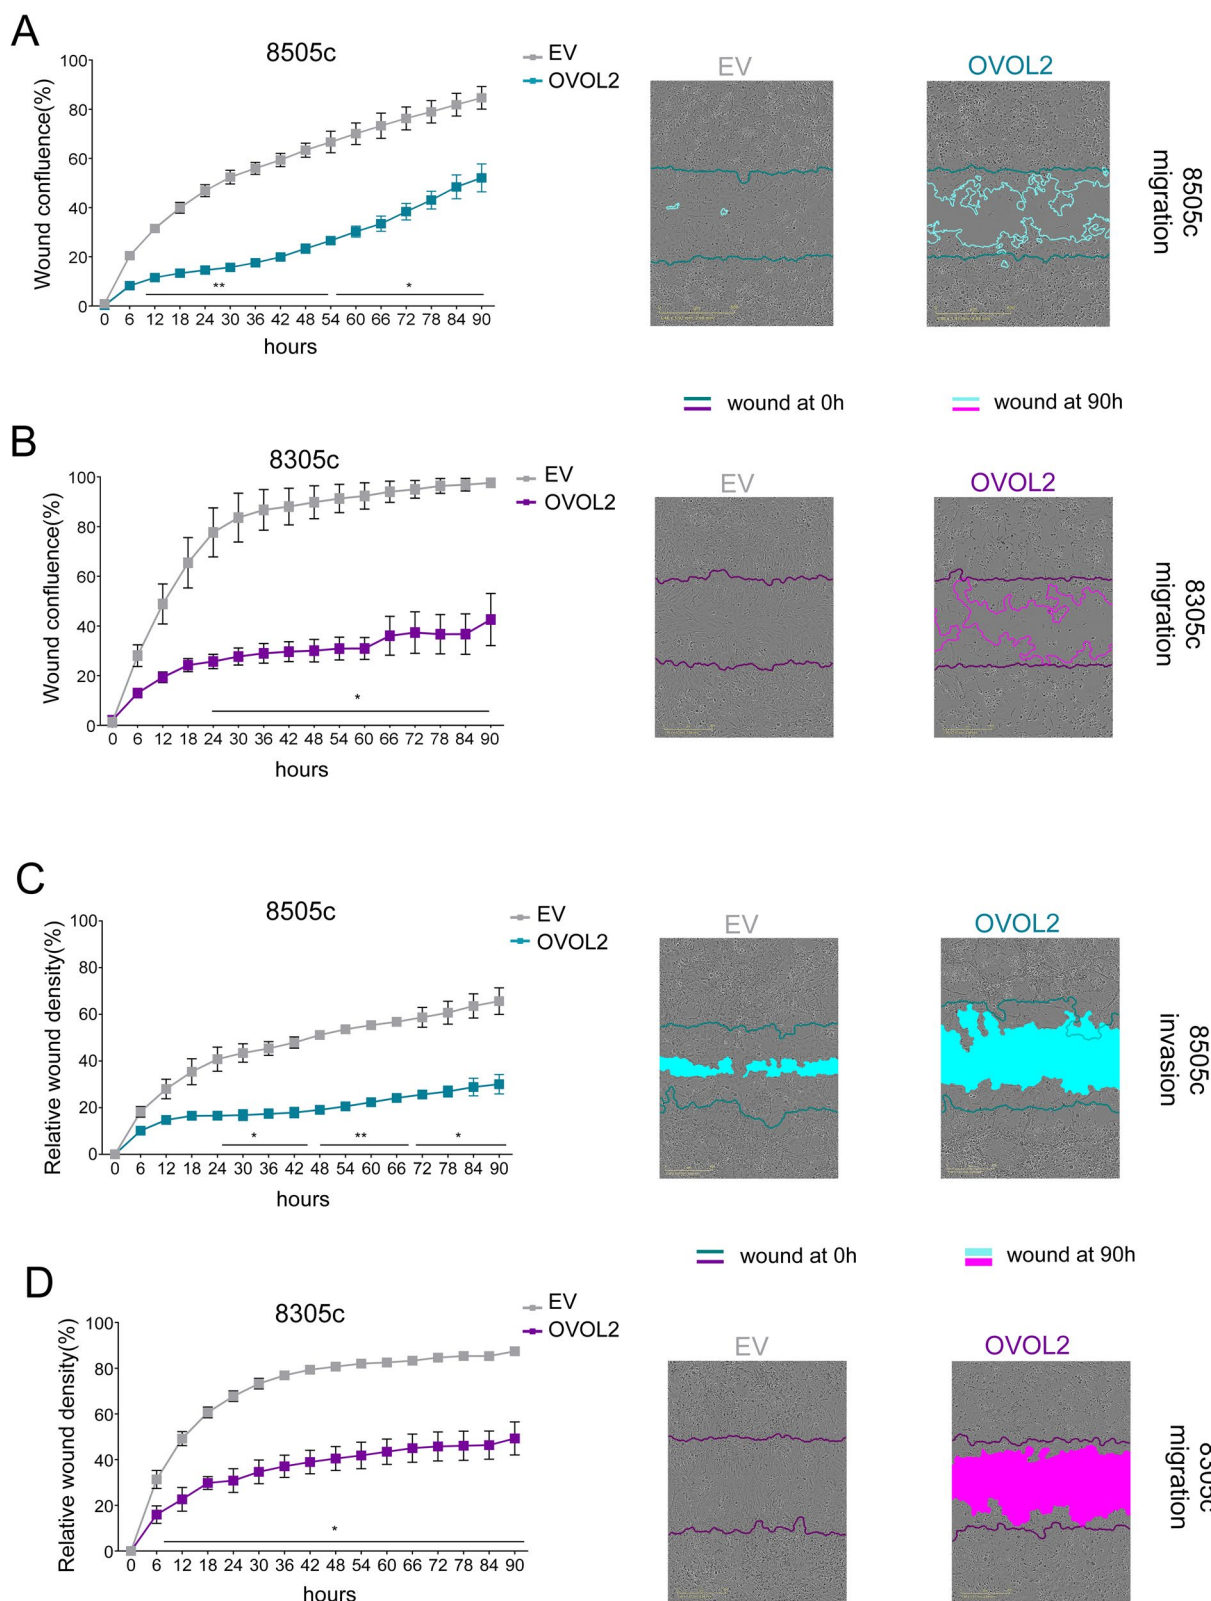 A
8505c
EV
OVOL2
Wound confluence(%)
100
80
60
40
20
0
0 6 12 18 24 30 36 42 48 54 60 66 72 78 84 90
** *
hours
EV
OVOL2
8505c
migration
wound at 0h
wound at 90h
B
8305c
EV
OVOL2
Wound confluence(%)
100
80
60
40
20
0
0 6 12 18 24 30 36 42 48 54 60 66 72 78 84 90
*
hours
EV
OVOL2
8305c
migration
C
8505c
EV
OVOL2
Relative wound density(%)
100
80
60
40
20
0
0 6 12 18 24 30 36 42 48 54 60 66 72 78 84 90
* ** *
hours
EV
OVOL2
8505c
invasion
wound at 0h
wound at 90h
D
8305c
EV
OVOL2
Relative wound density(%)
100
80
60
40
20
0
0 6 12 18 24 30 36 42 48 54 60 66 72 78 84 90
*
hours
EV
OVOL2
8305c
migration